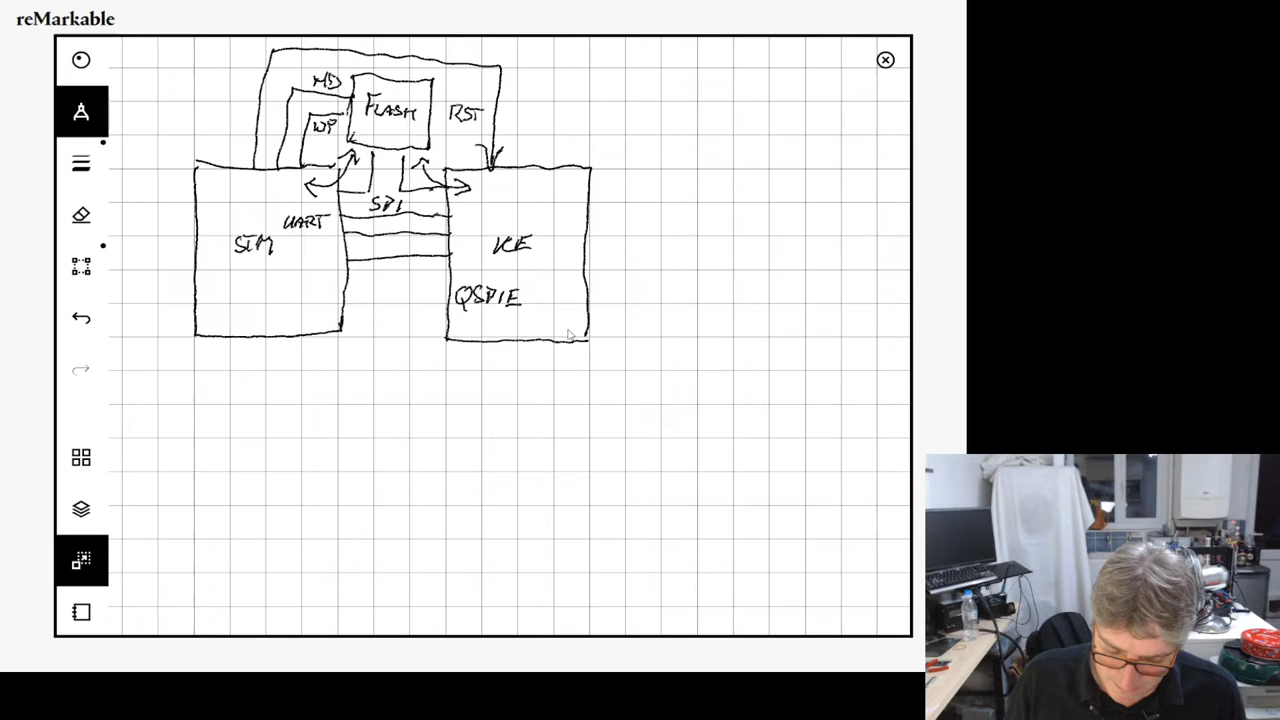 reMarkable
HD
FLASH
RST
WP
SPI
UART
STM
ICE
QSPIE